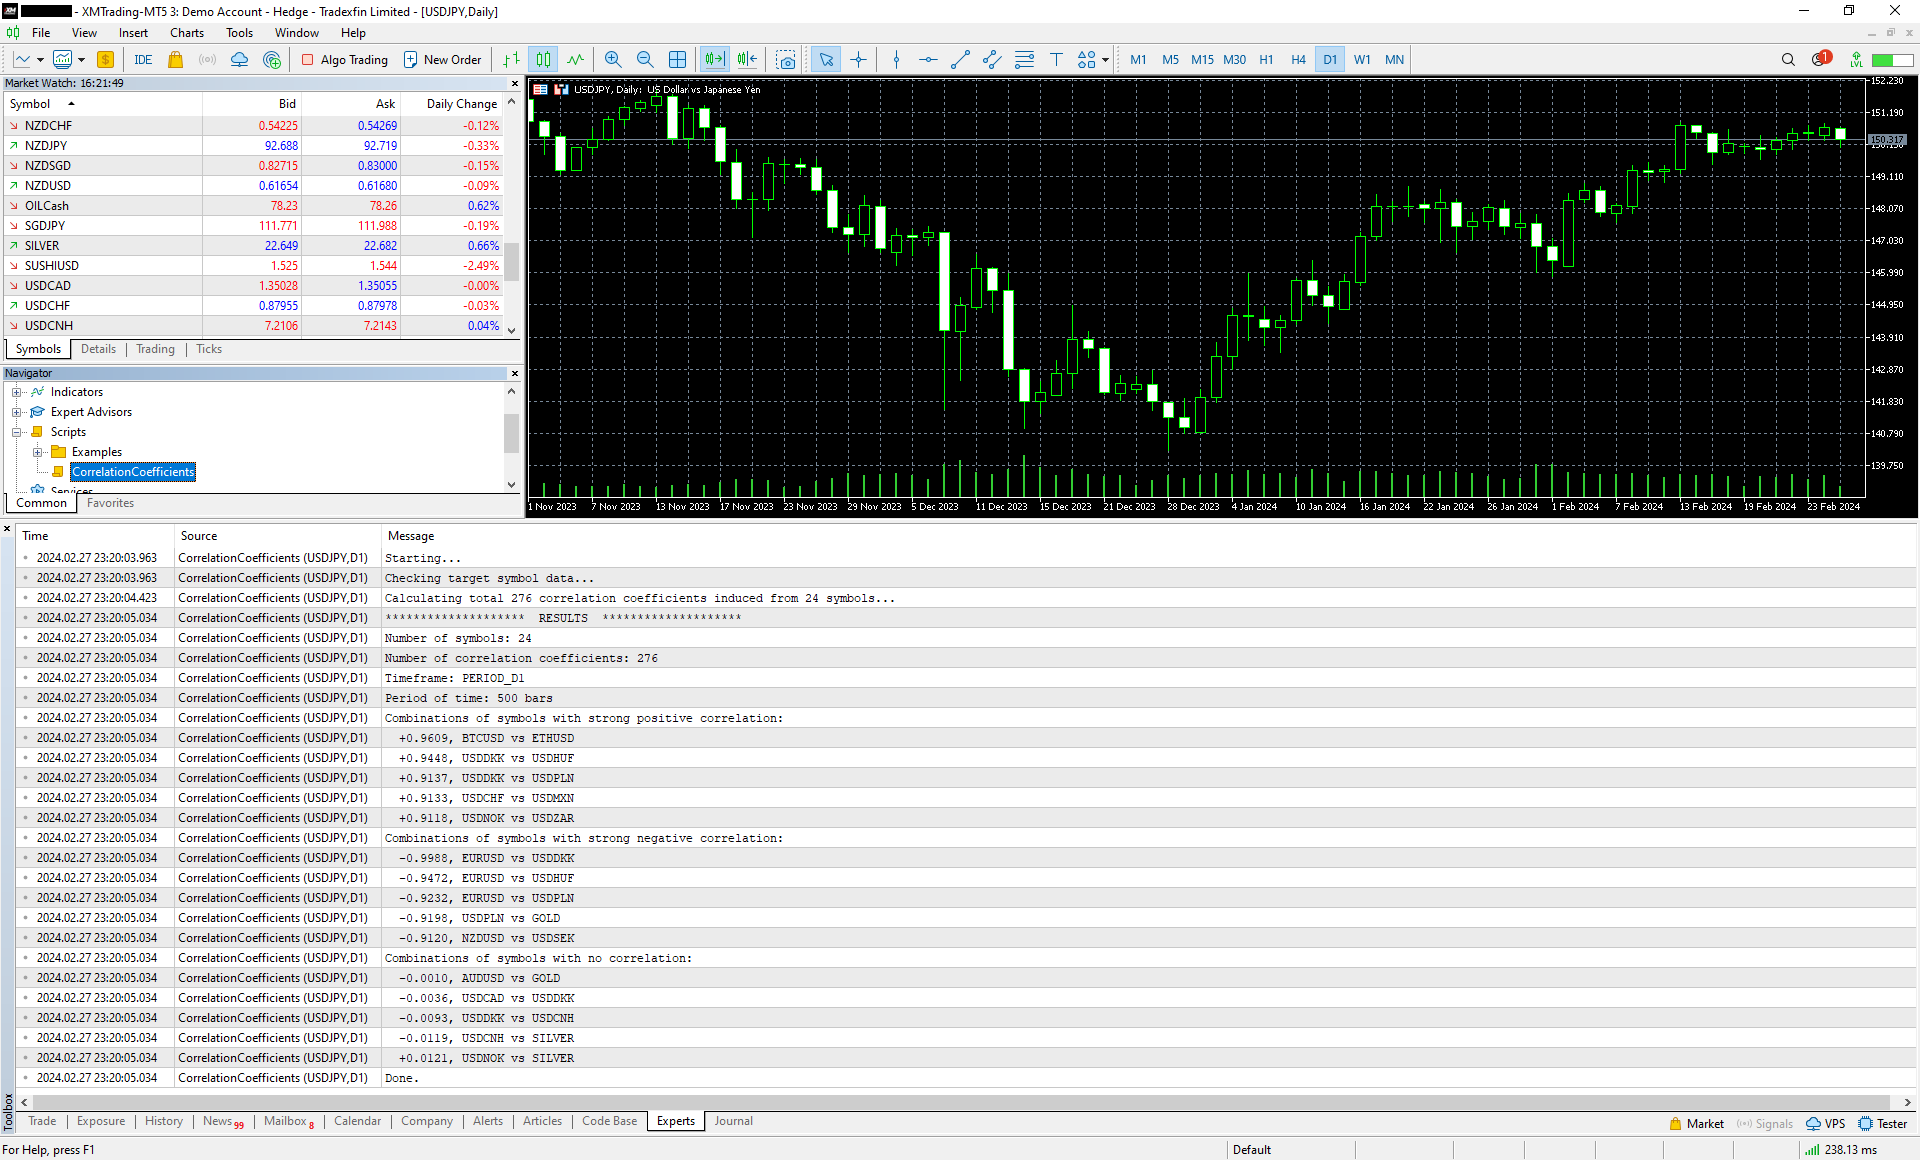 - XMTrading-MT5 3: Demo Account - Hedge - Tradexfin Limited - [USDJPY,Daily]
File View Insert Charts Tools Window Help
IDE Algo Trading New Order M1 M5 M15 M30 H1 H4 D1 W1 MN 1 LVL
Market Watch: 16:21:49
Symbol Bid Ask Daily Change
NZDCHF 0.54225 0.54269 -0.12%
NZDJPY 92.688 92.719 -0.33%
NZDSGD 0.82715 0.83000 -0.15%
NZDUSD 0.61654 0.61680 -0.09%
OILCash 78.23 78.26 0.62%
SGDJPY 111.771 111.988 -0.19%
SILVER 22.649 22.682 0.66%
SUSHIUSD 1.525 1.544 -2.49%
USDCAD 1.35028 1.35055 -0.00%
USDCHF 0.87955 0.87978 -0.03%
USDCNH 7.2106 7.2143 0.04%
Symbols Details Trading Ticks
Navigator
Indicators
Expert Advisors
Scripts
Examples
CorrelationCoefficients
Services
Common Favorites
USDJPY, Daily: US Dollar vs Japanese Yen
152.230
151.190
150.317
149.110
148.070
147.030
145.990
144.950
143.910
142.870
141.830
140.790
139.750
1 Nov 2023 7 Nov 2023 13 Nov 2023 17 Nov 2023 23 Nov 2023 29 Nov 2023 5 Dec 2023 11 Dec 2023 15 Dec 2023 21 Dec 2023 28 Dec 2023 4 Jan 2024 10 Jan 2024 16 Jan 2024 22 Jan 2024 26 Jan 2024 1 Feb 2024 7 Feb 2024 13 Feb 2024 19 Feb 2024 23 Feb 2024
Time Source Message
2024.02.27 23:20:03.963 CorrelationCoefficients (USDJPY,D1) Starting...
2024.02.27 23:20:03.963 CorrelationCoefficients (USDJPY,D1) Checking target symbol data...
2024.02.27 23:20:04.423 CorrelationCoefficients (USDJPY,D1) Calculating total 276 correlation coefficients induced from 24 symbols...
2024.02.27 23:20:05.034 CorrelationCoefficients (USDJPY,D1) ******************** RESULTS ********************
2024.02.27 23:20:05.034 CorrelationCoefficients (USDJPY,D1) Number of symbols: 24
2024.02.27 23:20:05.034 CorrelationCoefficients (USDJPY,D1) Number of correlation coefficients: 276
2024.02.27 23:20:05.034 CorrelationCoefficients (USDJPY,D1) Timeframe: PERIOD_D1
2024.02.27 23:20:05.034 CorrelationCoefficients (USDJPY,D1) Period of time: 500 bars
2024.02.27 23:20:05.034 CorrelationCoefficients (USDJPY,D1) Combinations of symbols with strong positive correlation:
2024.02.27 23:20:05.034 CorrelationCoefficients (USDJPY,D1) +0.9609, BTCUSD vs ETHUSD
2024.02.27 23:20:05.034 CorrelationCoefficients (USDJPY,D1) +0.9448, USDDKK vs USDHUF
2024.02.27 23:20:05.034 CorrelationCoefficients (USDJPY,D1) +0.9137, USDDKK vs USDPLN
2024.02.27 23:20:05.034 CorrelationCoefficients (USDJPY,D1) +0.9133, USDCHF vs USDMXN
2024.02.27 23:20:05.034 CorrelationCoefficients (USDJPY,D1) +0.9118, USDNOK vs USDZAR
2024.02.27 23:20:05.034 CorrelationCoefficients (USDJPY,D1) Combinations of symbols with strong negative correlation:
2024.02.27 23:20:05.034 CorrelationCoefficients (USDJPY,D1) -0.9988, EURUSD vs USDDKK
2024.02.27 23:20:05.034 CorrelationCoefficients (USDJPY,D1) -0.9472, EURUSD vs USDHUF
2024.02.27 23:20:05.034 CorrelationCoefficients (USDJPY,D1) -0.9232, EURUSD vs USDPLN
2024.02.27 23:20:05.034 CorrelationCoefficients (USDJPY,D1) -0.9198, USDPLN vs GOLD
2024.02.27 23:20:05.034 CorrelationCoefficients (USDJPY,D1) -0.9120, NZDUSD vs USDSEK
2024.02.27 23:20:05.034 CorrelationCoefficients (USDJPY,D1) Combinations of symbols with no correlation:
2024.02.27 23:20:05.034 CorrelationCoefficients (USDJPY,D1) -0.0010, AUDUSD vs GOLD
2024.02.27 23:20:05.034 CorrelationCoefficients (USDJPY,D1) -0.0036, USDCAD vs USDDKK
2024.02.27 23:20:05.034 CorrelationCoefficients (USDJPY,D1) -0.0093, USDDKK vs USDCNH
2024.02.27 23:20:05.034 CorrelationCoefficients (USDJPY,D1) -0.0119, USDCNH vs SILVER
2024.02.27 23:20:05.034 CorrelationCoefficients (USDJPY,D1) +0.0121, USDNOK vs SILVER
2024.02.27 23:20:05.034 CorrelationCoefficients (USDJPY,D1) Done.
Toolbox
Trade Exposure History News 99 Mailbox 8 Calendar Company Alerts Articles Code Base Experts Journal Market Signals VPS Tester
For Help, press F1 Default 238.13 ms